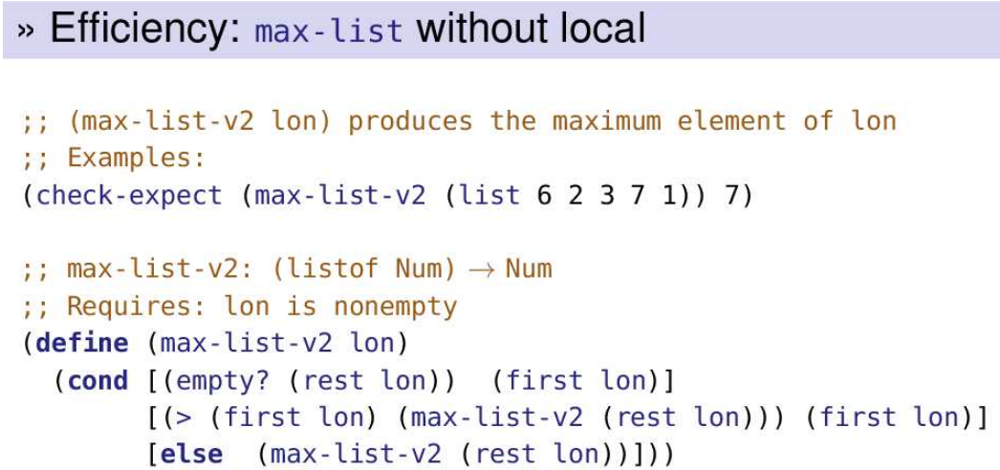 » Efficiency: max-list without local
;; (max-list-v2 lon) produces the maximum element of lon
;; Examples:
(check-expect (max-list-v2 (list 6 2 3 7 1)) 7)
;; max-list-v2: (listof Num) → Num
;; Requires: lon is nonempty
(define (max-list-v2 lon)
  (cond [(empty? (rest lon))  (first lon)]
        [(> (first lon) (max-list-v2 (rest lon))) (first lon)]
        [else  (max-list-v2 (rest lon))]))